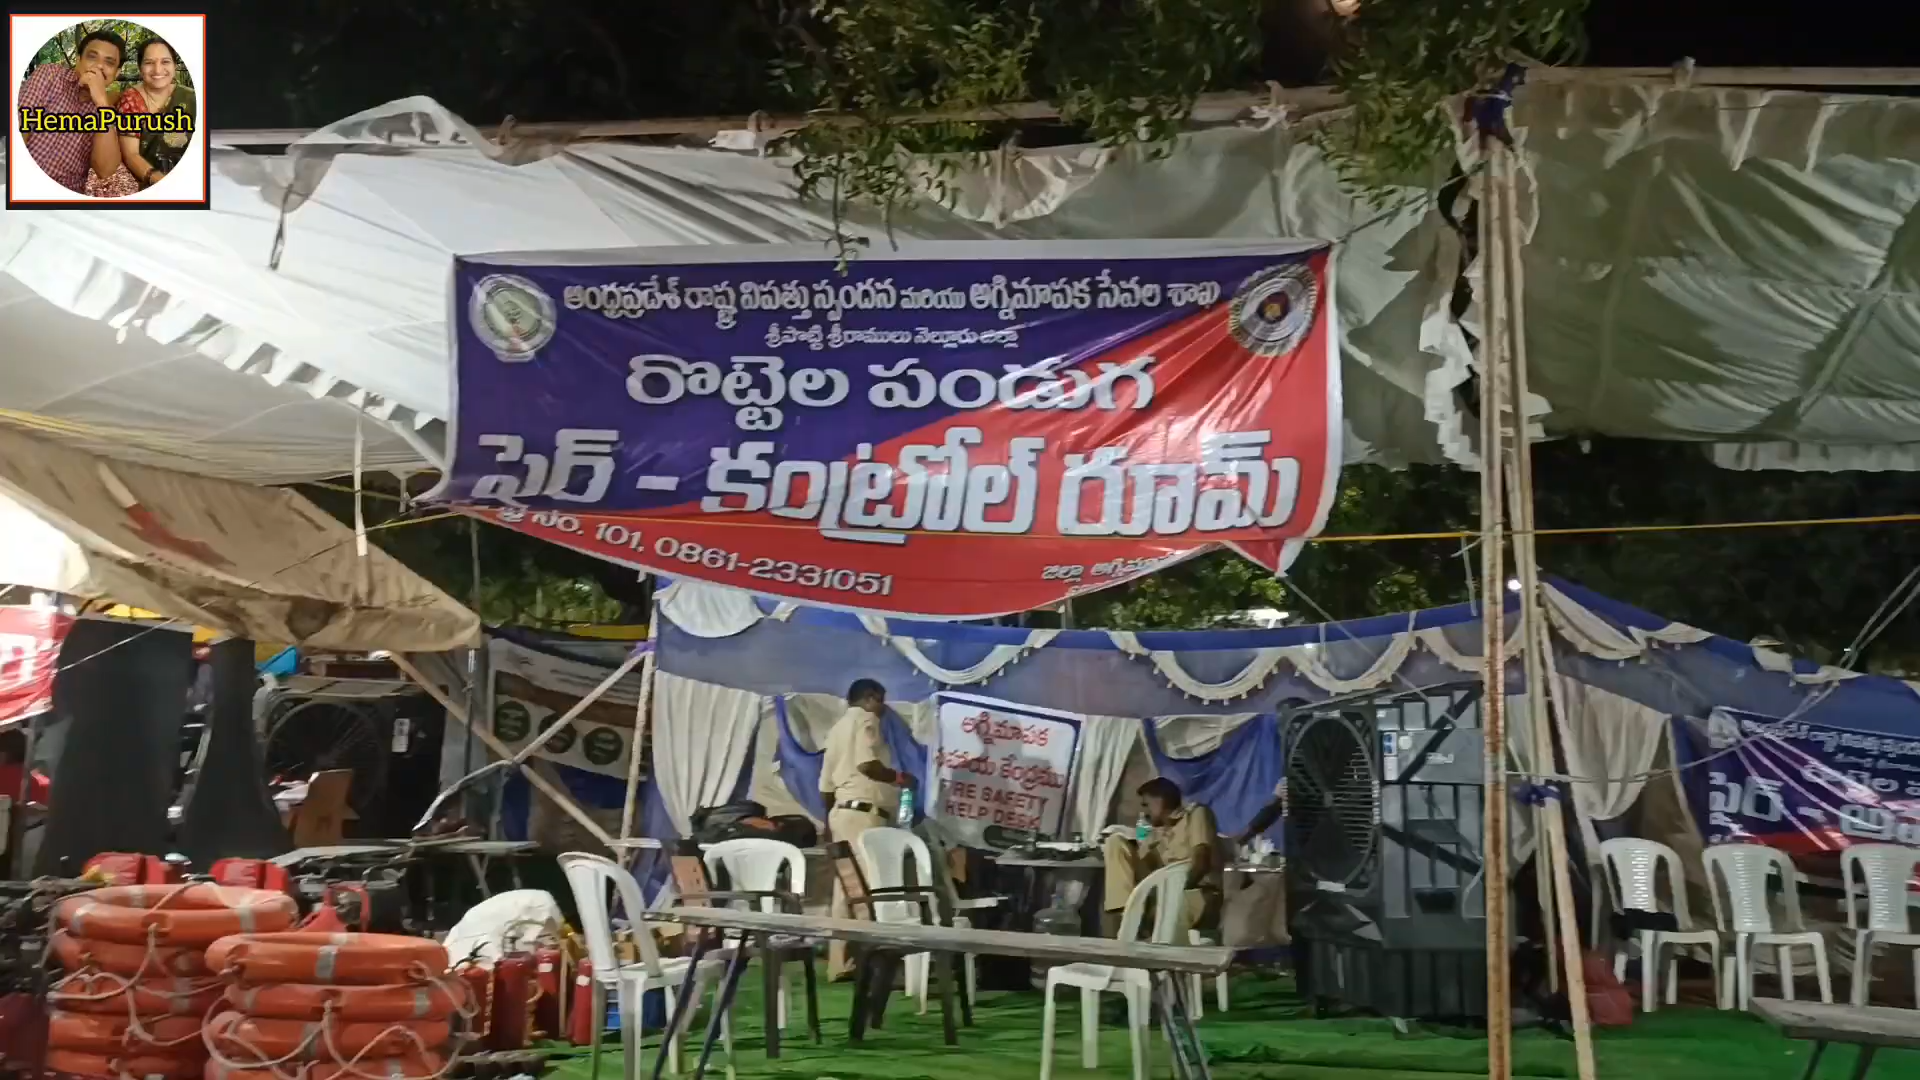 HemaPurush
ఆంధ్రప్రదేశ్ రాష్ట్ర విపత్తు స్పందన మరియు అగ్నిమాపక సేవల శాఖ
శ్రీపొట్టి శ్రీరాములు నెల్లూరు జిల్లా
రొట్టెల పండుగ
ఫైర్ - కంట్రోల్ రూమ్
నం. 101, 0861-2331051
జిల్లా
అగ్నిమాపక
సహాయ కేంద్రము
FIRE SAFETY
HELP DESK
ఫైర్ -